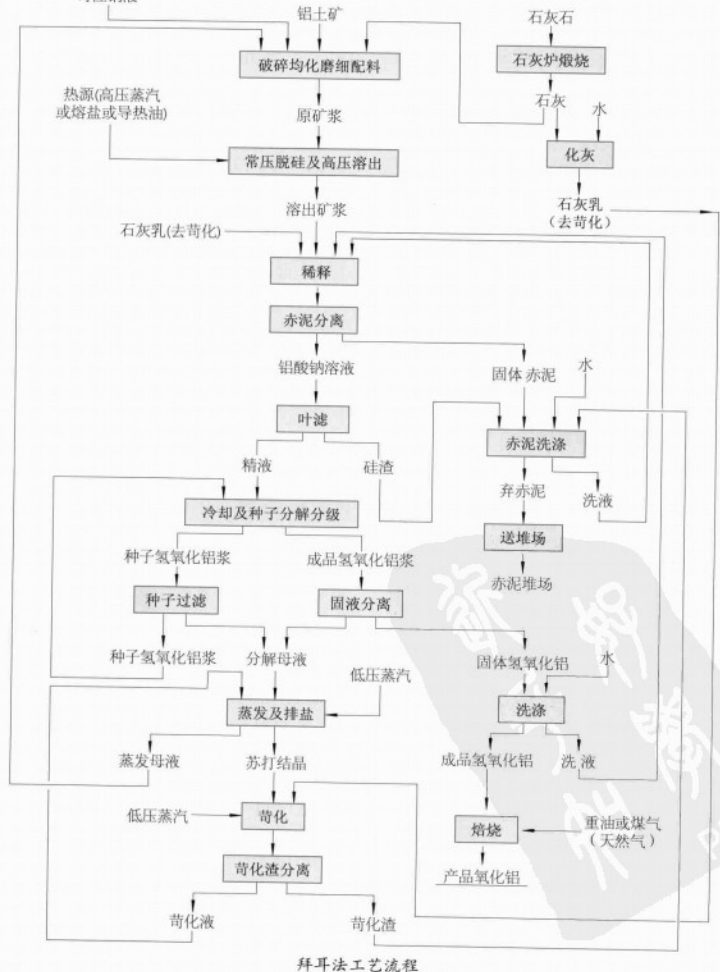 铝土矿
石灰石
破碎均化磨细配料
石灰炉煅烧
热源(高压蒸汽
或熔盐或导热油)
原矿浆
石灰
水
常压脱硅及高压溶出
化灰
溶出矿浆
石灰乳
(去苛化)
石灰乳(去苛化)
稀释
赤泥分离
铝酸钠溶液
固体赤泥
水
叶滤
赤泥洗涤
精液
硅渣
弃赤泥
洗液
冷却及种子分解分级
送堆场
种子氢氧化铝浆
成品氢氧化铝浆
赤泥堆场
种子过滤
固液分离
种子氢氧化铝浆
分解母液
固体氢氧化铝
水
低压蒸汽
蒸发及排盐
洗涤
蒸发母液
苏打结晶
成品氢氧化铝
洗液
低压蒸汽
苛化
焙烧
重油或煤气
(天然气)
苛化渣分离
产品氧化铝
苛化液
苛化渣
拜耳法工艺流程